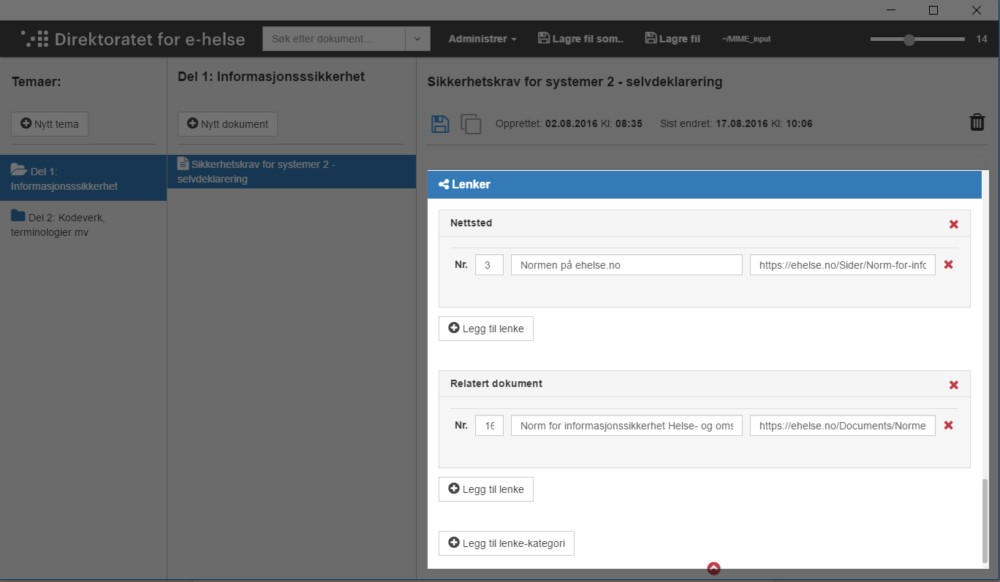 Direktoratet for e-helse
Søk etter dokument...
Administrer
Lagre fil som..
Lagre fil
~/MIME_input
14
Temaer:
Nytt tema
Del 1:
Informasjonsssikkerhet
Del 2: Kodeverk,
terminologier mv
Del 1: Informasjonsssikkerhet
Nytt dokument
Sikkerhetskrav for systemer 2 -
selvdeklarering
Sikkerhetskrav for systemer 2 - selvdeklarering
Opprettet: 02.08.2016 Kl: 08:35 Sist endret: 17.08.2016 Kl: 10:06
Lenker
Nettsted
Nr. 3 Normen på ehelse.no https://ehelse.no/Sider/Norm-for-info
Legg til lenke
Relatert dokument
Nr. 16 Norm for informasjonssikkerhet Helse- og oms https://ehelse.no/Documents/Norme
Legg til lenke
Legg til lenke-kategori